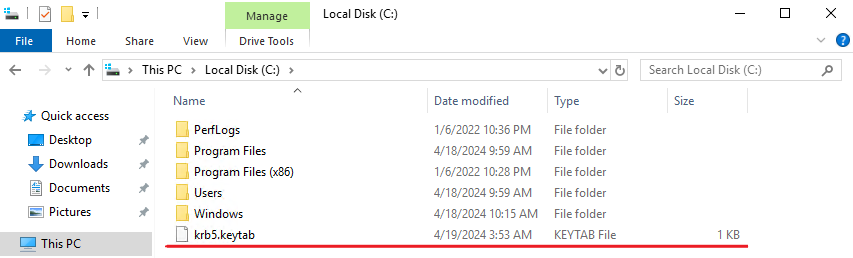 Manage
Local Disk (C:)
File
Home
Share
View
Drive Tools
This PC > Local Disk (C:) >
Search Local Disk (C:)
Name
Date modified
Type
Size
Quick access
Desktop
Downloads
Documents
Pictures
This PC
PerfLogs 1/6/2022 10:36 PM File folder
Program Files 4/18/2024 9:59 AM File folder
Program Files (x86) 1/6/2022 10:28 PM File folder
Users 4/18/2024 9:59 AM File folder
Windows 4/18/2024 10:15 AM File folder
krb5.keytab 4/19/2024 3:53 AM KEYTAB File 1 KB